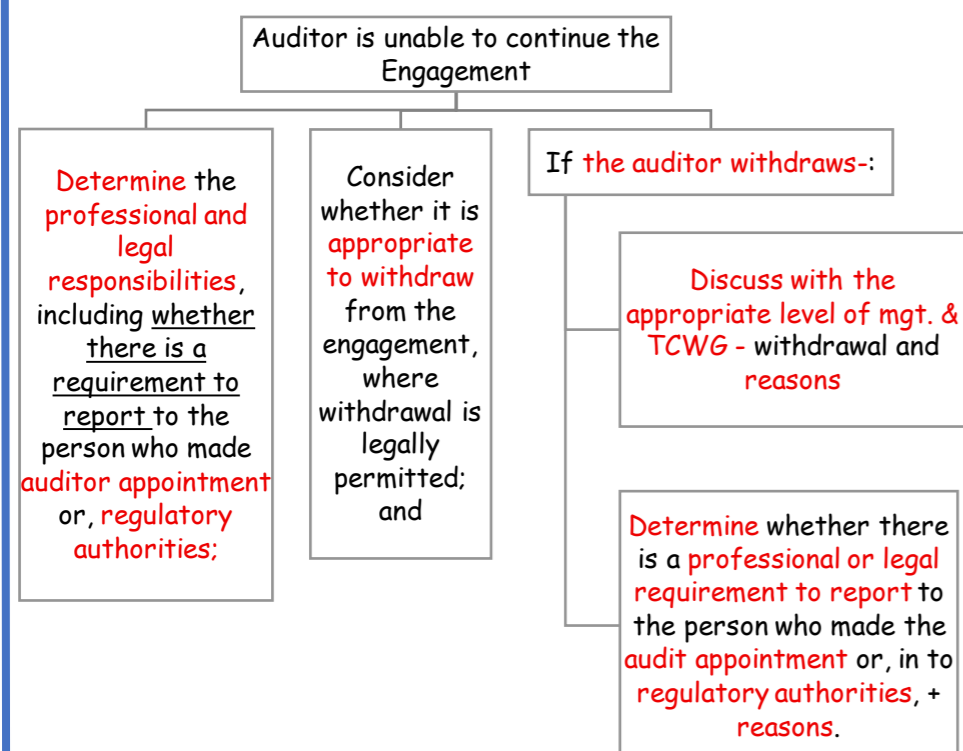 Auditor is unable to continue the
Engagement
Determine the
professional and
legal
responsibilities,
including whether
there is a
requirement to
report to the
person who made
auditor appointment
or, regulatory
authorities;
Consider
whether it is
appropriate
to withdraw
from the
engagement,
where
withdrawal is
legally
permitted;
and
If the auditor withdraws-:
Discuss with the
appropriate level of mgt. &
TCWG - withdrawal and
reasons
Determine whether there
is a professional or legal
requirement to report to
the person who made the
audit appointment or, in to
regulatory authorities, +
reasons.